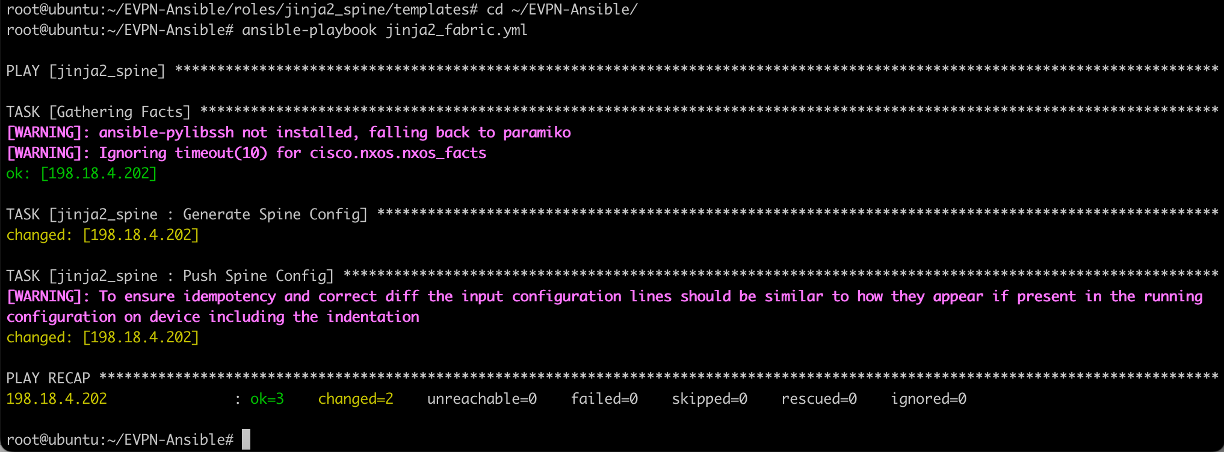 root@ubuntu:~/EVPN-Ansible/roles/jinja2_spine/templates# cd ~/EVPN-Ansible/
root@ubuntu:~/EVPN-Ansible# ansible-playbook jinja2_fabric.yml
PLAY [jinja2_spine] ****************************************************************************************************************************
TASK [Gathering Facts] *************************************************************************************************************************
[WARNING]: ansible-pylibssh not installed, falling back to paramiko
[WARNING]: Ignoring timeout(10) for cisco.nxos.nxos_facts
ok: [198.18.4.202]
TASK [jinja2_spine : Generate Spine Config] ****************************************************************************************************
changed: [198.18.4.202]
TASK [jinja2_spine : Push Spine Config] ********************************************************************************************************
[WARNING]: To ensure idempotency and correct diff the input configuration lines should be similar to how they appear if present in the running
configuration on device including the indentation
changed: [198.18.4.202]
PLAY RECAP *************************************************************************************************************************************
198.18.4.202               : ok=3    changed=2    unreachable=0    failed=0    skipped=0    rescued=0    ignored=0
root@ubuntu:~/EVPN-Ansible#